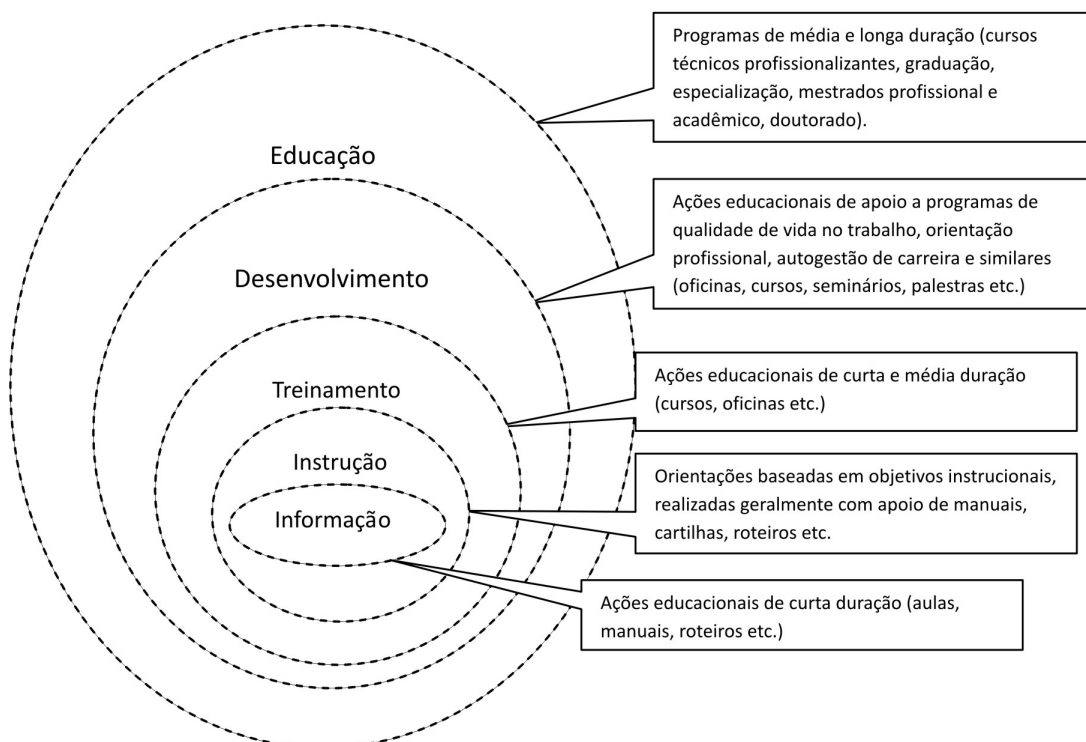 Programas de média e longa duração (cursos
técnicos profissionalizantes, graduação,
especialização, mestrados profissional e
acadêmico, doutorado).
Educação
Ações educacionais de apoio a programas de
qualidade de vida no trabalho, orientação
profissional, autogestão de carreira e similares
(oficinas, cursos, seminários, palestras etc.)
Desenvolvimento
Ações educacionais de curta e média duração
(cursos, oficinas etc.)
Treinamento
Instrução
Orientações baseadas em objetivos instrucionais,
realizadas geralmente com apoio de manuais,
cartilhas, roteiros etc.
Informação
Ações educacionais de curta duração (aulas,
manuais, roteiros etc.)